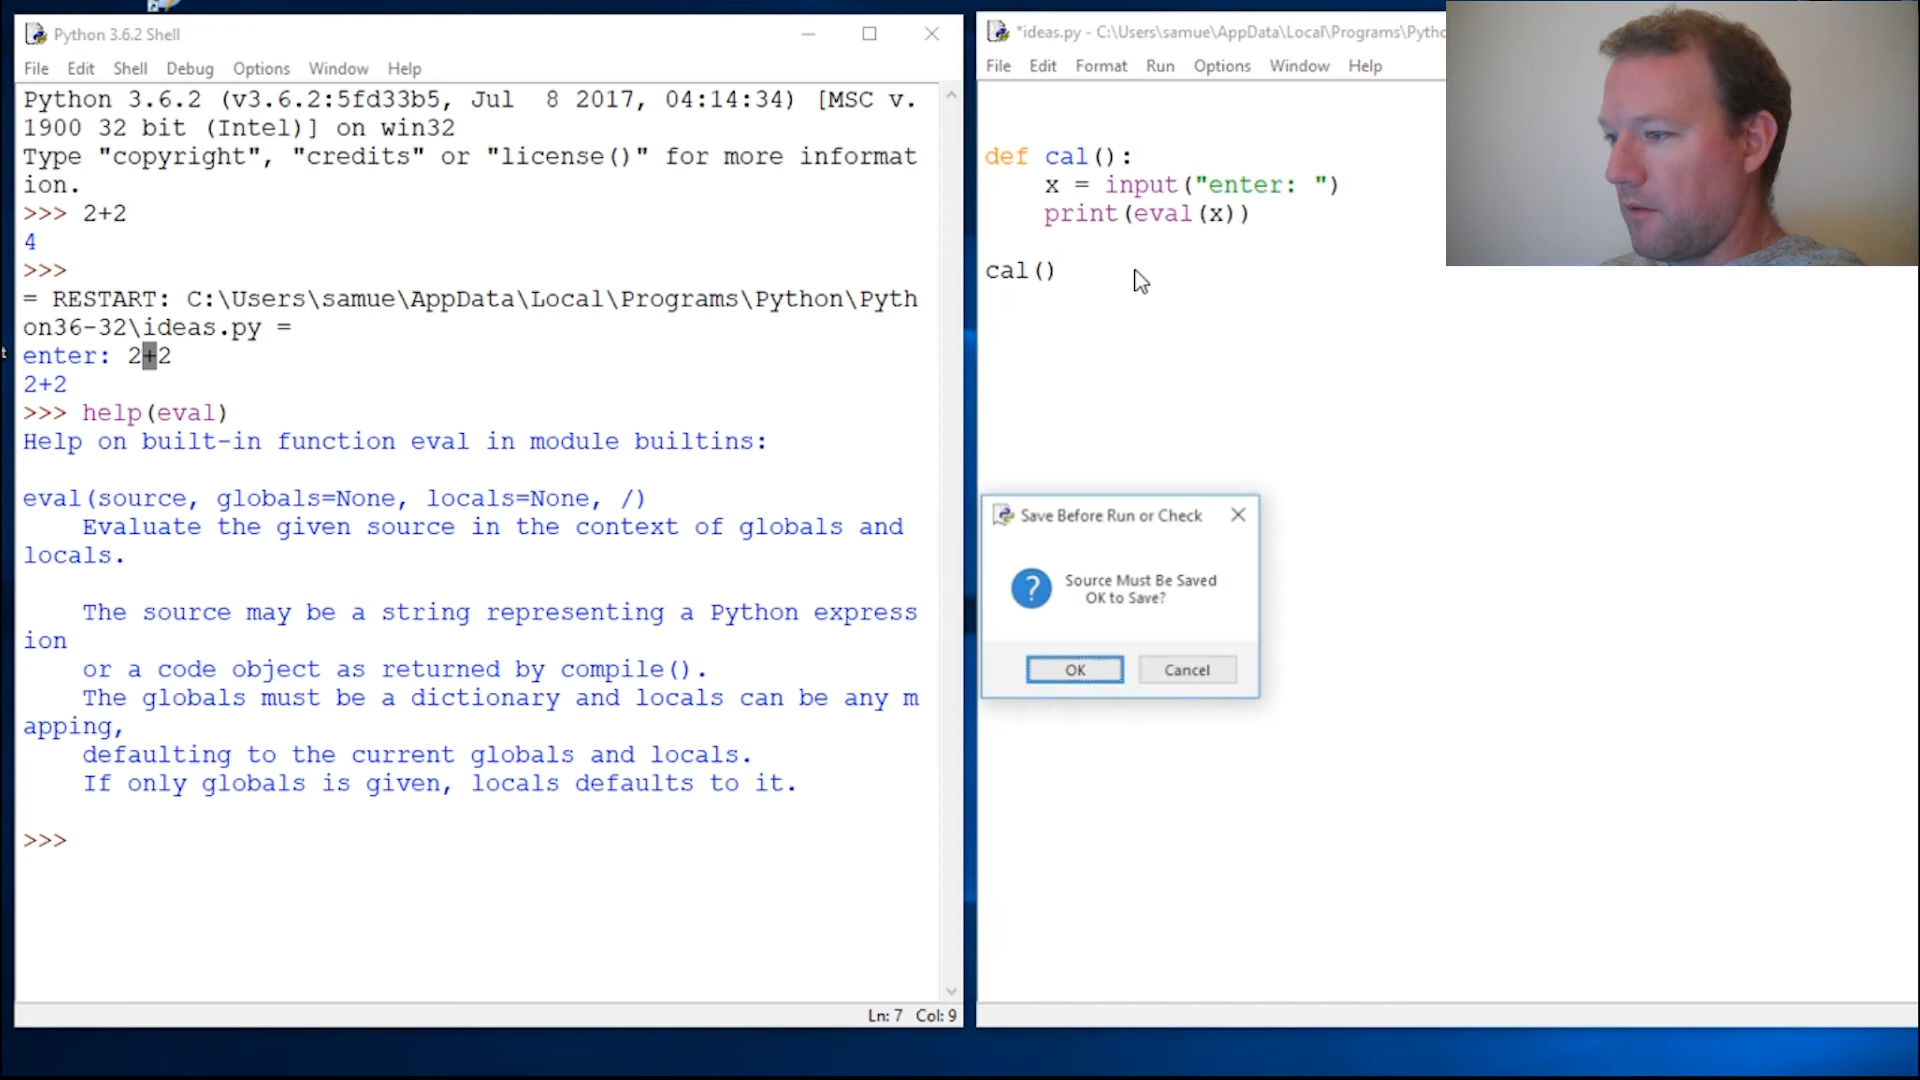 Python 3.6.2 Shell
File Edit Shell Debug Options Window Help
Python 3.6.2 (v3.6.2:5fd33b5, Jul  8 2017, 04:14:34) [MSC v.
1900 32 bit (Intel)] on win32
Type "copyright", "credits" or "license()" for more informat
ion.
>>> 2+2
4
>>>
= RESTART: C:\Users\samue\AppData\Local\Programs\Python\Pyth
on36-32\ideas.py =
enter: 2+2
2+2
>>> help(eval)
Help on built-in function eval in module builtins:
eval(source, globals=None, locals=None, /)
    Evaluate the given source in the context of globals and
locals.
    The source may be a string representing a Python express
ion
    or a code object as returned by compile().
    The globals must be a dictionary and locals can be any m
apping,
    defaulting to the current globals and locals.
    If only globals is given, locals defaults to it.
>>>
Ln: 7 Col: 9
*ideas.py - C:\Users\samue\AppData\Local\Programs\Pytho
File Edit Format Run Options Window Help
def cal():
    x = input("enter: ")
    print(eval(x))
cal()
Save Before Run or Check
Source Must Be Saved
OK to Save?
OK Cancel